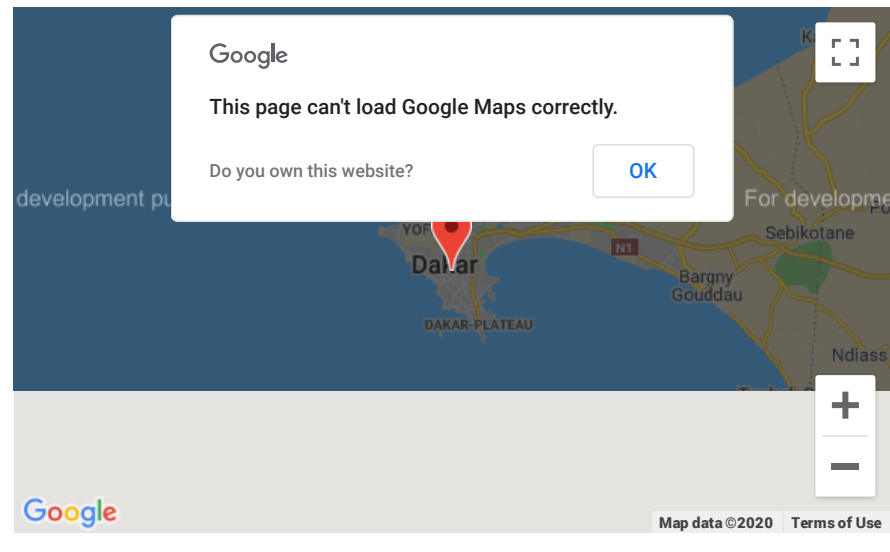 Google
This page can't load Google Maps correctly.
Do you own this website?
OK
development pu
For developme
YOF
Sebikotane
N1
Dakar
Bargny
Gouddau
DAKAR-PLATEAU
Ndiass
Google
Map data ©2020
Terms of Use